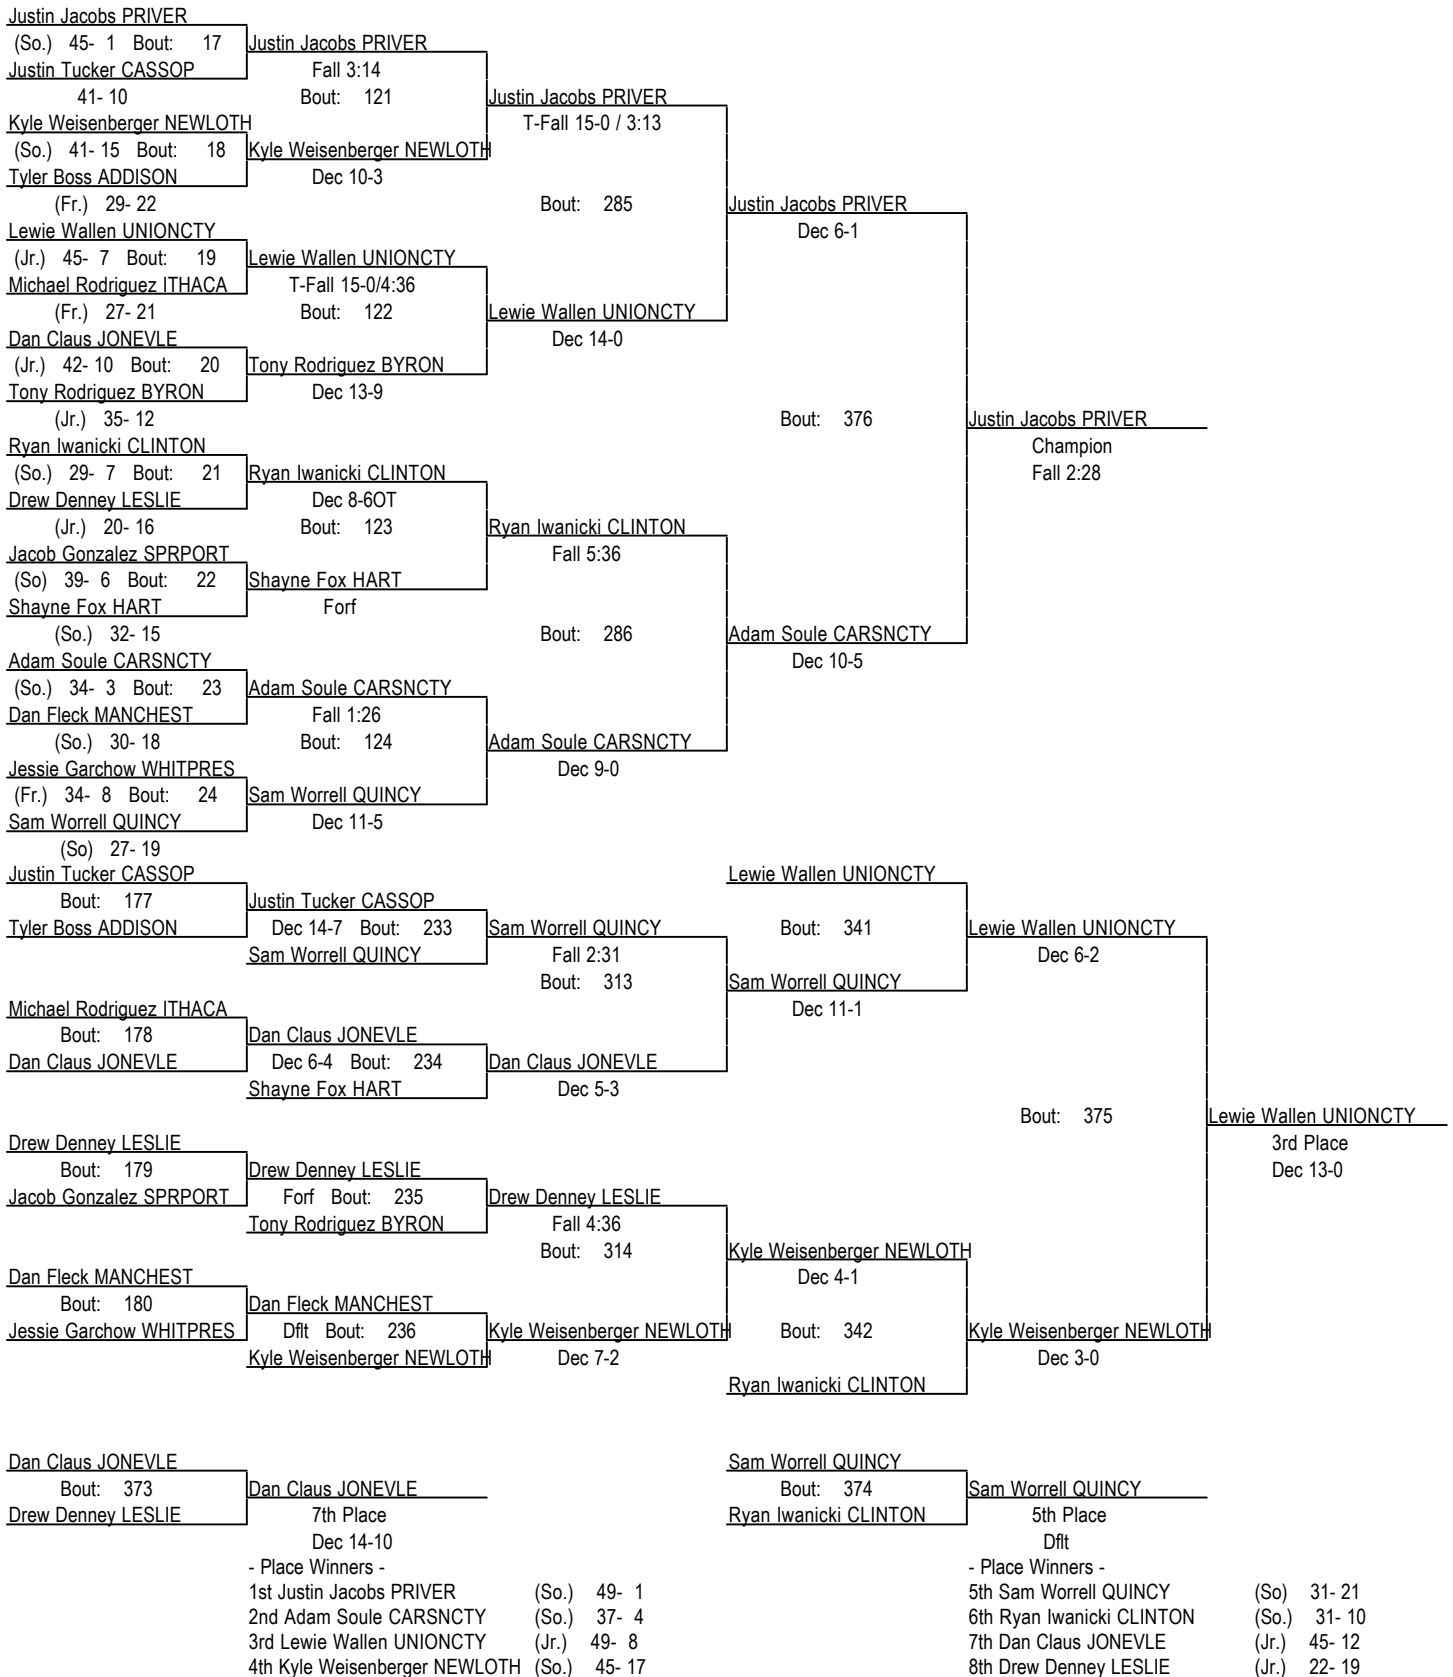 Justin Jacobs PRIVER
(So.) 45- 1 Bout: 17 Justin Jacobs PRIVER
Justin Tucker CASSOP Fall 3:14
41- 10 Bout: 121 Justin Jacobs PRIVER
Kyle Weisenberger NEWLOTH T-Fall 15-0 / 3:13
(So.) 41- 15 Bout: 18 Kyle Weisenberger NEWLOTH
Tyler Boss ADDISON Dec 10-3
(Fr.) 29- 22 Bout: 285 Justin Jacobs PRIVER
Lewie Wallen UNIONCTY Dec 6-1
(Jr.) 45- 7 Bout: 19 Lewie Wallen UNIONCTY
Michael Rodriguez ITHACA T-Fall 15-0/4:36
(Fr.) 27- 21 Bout: 122 Lewie Wallen UNIONCTY
Dan Claus JONEVLE Dec 14-0
(Jr.) 42- 10 Bout: 20 Tony Rodriguez BYRON
Tony Rodriguez BYRON Dec 13-9
(Jr.) 35- 12 Bout: 376 Justin Jacobs PRIVER
Ryan Iwanicki CLINTON Champion
(So.) 29- 7 Bout: 21 Ryan Iwanicki CLINTON Fall 2:28
Drew Denney LESLIE Dec 8-6OT
(Jr.) 20- 16 Bout: 123 Ryan Iwanicki CLINTON
Jacob Gonzalez SPRPORT Fall 5:36
(So) 39- 6 Bout: 22 Shayne Fox HART
Shayne Fox HART Forf
(So.) 32- 15 Bout: 286 Adam Soule CARSNCTY
Adam Soule CARSNCTY Dec 10-5
(So.) 34- 3 Bout: 23 Adam Soule CARSNCTY
Dan Fleck MANCHEST Fall 1:26
(So.) 30- 18 Bout: 124 Adam Soule CARSNCTY
Jessie Garchow WHITPRES Dec 9-0
(Fr.) 34- 8 Bout: 24 Sam Worrell QUINCY
Sam Worrell QUINCY Dec 11-5
(So) 27- 19
Justin Tucker CASSOP Lewie Wallen UNIONCTY
Bout: 177 Justin Tucker CASSOP
Tyler Boss ADDISON Dec 14-7 Bout: 233 Sam Worrell QUINCY Bout: 341 Lewie Wallen UNIONCTY
Sam Worrell QUINCY Fall 2:31 Dec 6-2
Bout: 313 Sam Worrell QUINCY
Michael Rodriguez ITHACA Dec 11-1
Bout: 178 Dan Claus JONEVLE
Dan Claus JONEVLE Dec 6-4 Bout: 234 Dan Claus JONEVLE
Shayne Fox HART Dec 5-3
Bout: 375 Lewie Wallen UNIONCTY
Drew Denney LESLIE 3rd Place
Bout: 179 Drew Denney LESLIE Dec 13-0
Jacob Gonzalez SPRPORT Forf Bout: 235 Drew Denney LESLIE
Tony Rodriguez BYRON Fall 4:36
Bout: 314 Kyle Weisenberger NEWLOTH
Dan Fleck MANCHEST Dec 4-1
Bout: 180 Dan Fleck MANCHEST
Jessie Garchow WHITPRES Dflt Bout: 236 Kyle Weisenberger NEWLOTH Bout: 342 Kyle Weisenberger NEWLOTH
Kyle Weisenberger NEWLOTH Dec 7-2 Dec 3-0
Ryan Iwanicki CLINTON
Dan Claus JONEVLE Sam Worrell QUINCY
Bout: 373 Dan Claus JONEVLE Bout: 374 Sam Worrell QUINCY
Drew Denney LESLIE 7th Place Ryan Iwanicki CLINTON 5th Place
Dec 14-10 Dflt
- Place Winners - - Place Winners -
1st Justin Jacobs PRIVER (So.) 49- 1 5th Sam Worrell QUINCY (So) 31- 21
2nd Adam Soule CARSNCTY (So.) 37- 4 6th Ryan Iwanicki CLINTON (So.) 31- 10
3rd Lewie Wallen UNIONCTY (Jr.) 49- 8 7th Dan Claus JONEVLE (Jr.) 45- 12
4th Kyle Weisenberger NEWLOTH (So.) 45- 17 8th Drew Denney LESLIE (Jr.) 22- 19